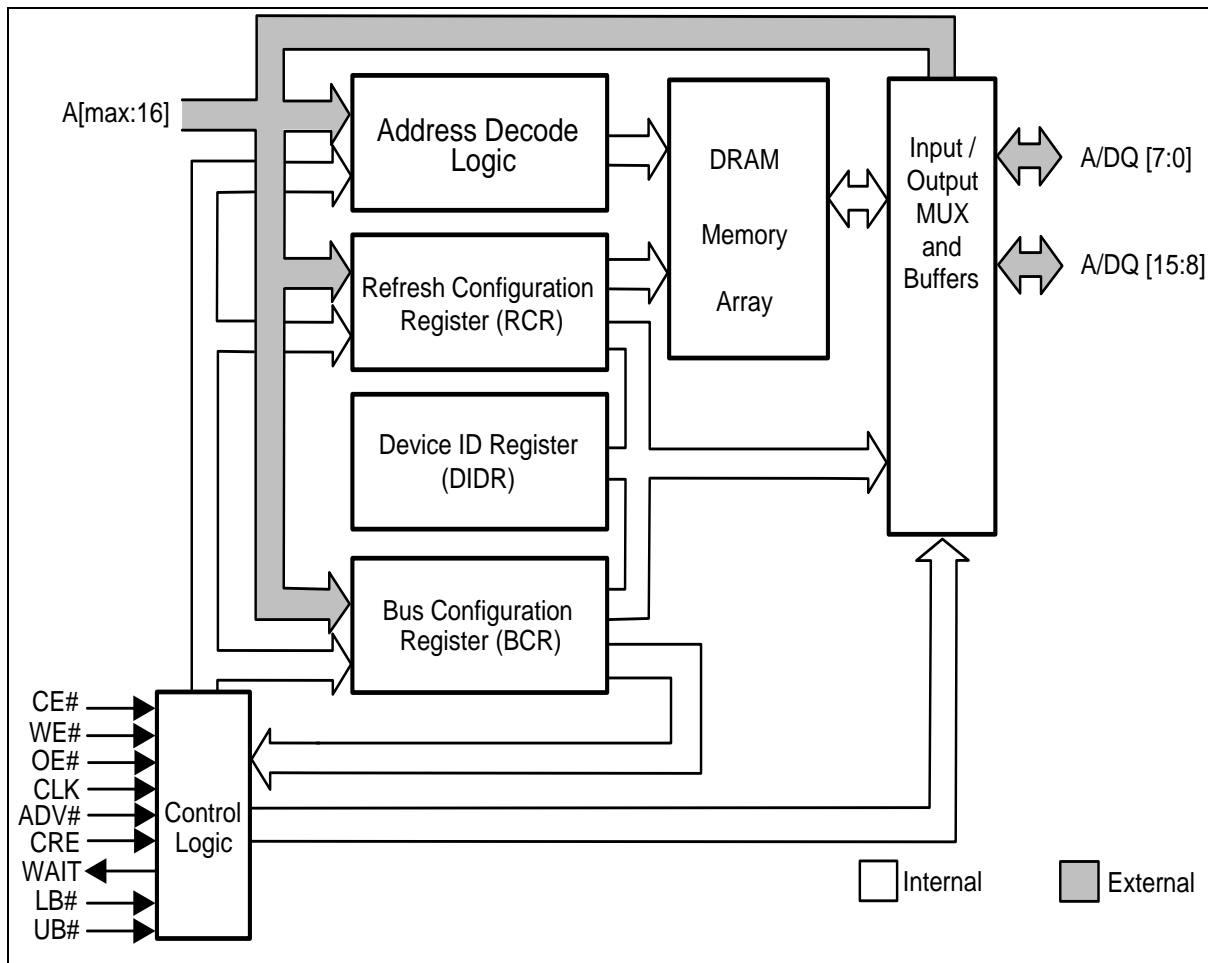 A[max:16]
Address Decode
Logic
DRAM
Memory
Array
Input /
Output
MUX
and
Buffers
A/DQ [7:0]
A/DQ [15:8]
Refresh Configuration
Register (RCR)
Device ID Register
(DIDR)
Bus Configuration
Register (BCR)
CE#
WE#
OE#
CLK
ADV#
CRE
WAIT
LB#
UB#
Control
Logic
Internal
External